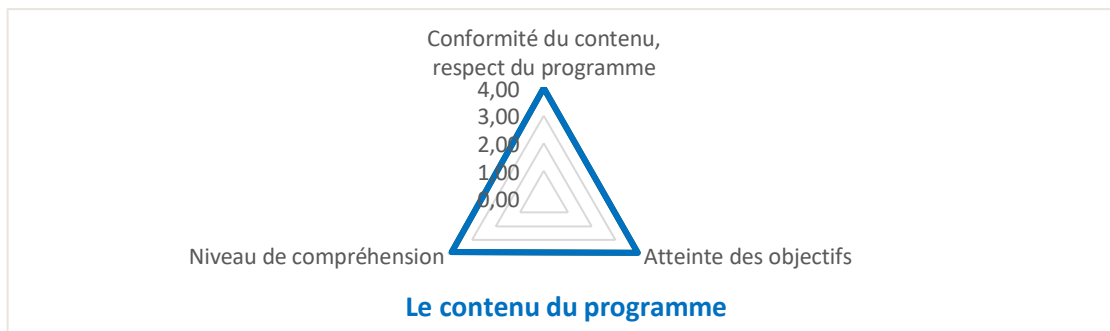 Conformité du contenu,
respect du programme
4,00
3,00
2,00
1,00
0,00
Niveau de compréhension
Atteinte des objectifs
Le contenu du programme